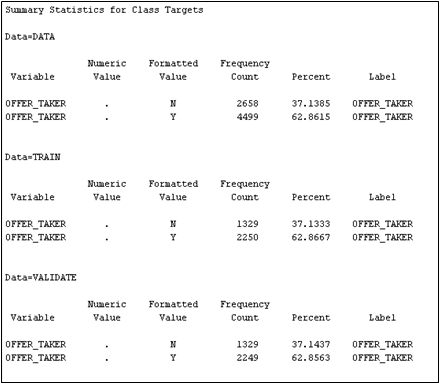 Summary Statistics for Class Targets
Data=DATA
Numeric Formatted Frequency
Variable Value Value Count Percent Label
OFFER_TAKER . N 2658 37.1385 OFFER_TAKER
OFFER_TAKER . Y 4499 62.8615 OFFER_TAKER
Data=TRAIN
Numeric Formatted Frequency
Variable Value Value Count Percent Label
OFFER_TAKER . N 1329 37.1333 OFFER_TAKER
OFFER_TAKER . Y 2250 62.8667 OFFER_TAKER
Data=VALIDATE
Numeric Formatted Frequency
Variable Value Value Count Percent Label
OFFER_TAKER . N 1329 37.1437 OFFER_TAKER
OFFER_TAKER . Y 2249 62.8563 OFFER_TAKER